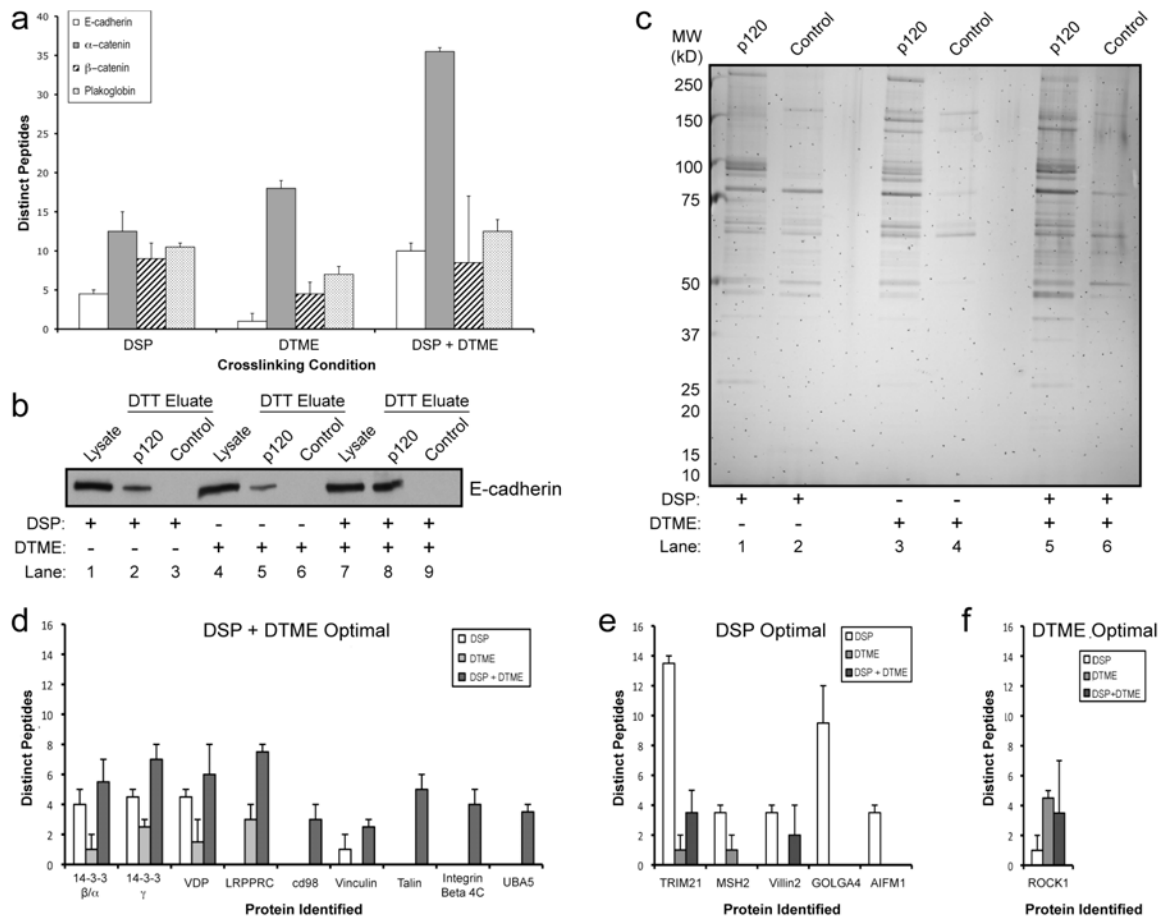 a
E-cadherin
α–catenin
β–catenin
Plakoglobin
40
35
30
25
20
15
10
5
0
Distinct Peptides
DSP
DTME
DSP + DTME
Crosslinking Condition
b
DTT Eluate
DTT Eluate
DTT Eluate
Lysate
p120
Control
Lysate
p120
Control
Lysate
p120
Control
E-cadherin
DSP: + + + - - - + + +
DTME: - - - + + + + + +
Lane: 1 2 3 4 5 6 7 8 9
c
MW
(kD)
p120
Control
p120
Control
p120
Control
250
150
100
75
50
37
25
20
15
10
DSP: + + - - + +
DTME: - - + + + +
Lane: 1 2 3 4 5 6
d
DSP + DTME Optimal
DSP
DTME
DSP + DTME
16
14
12
10
8
6
4
2
0
Distinct Peptides
14-3-3 β/α
14-3-3 γ
VDP
LRPPRC
cd98
Vinculin
Talin
Integrin Beta 4C
UBA5
Protein Identified
e
DSP Optimal
DSP
DTME
DSP + DTME
16
14
12
10
8
6
4
2
0
Distinct Peptides
TRIM21
MSH2
Villin2
GOLGA4
AIFM1
Protein Identified
f
DTME Optimal
DSP
DTME
DSP+DTME
16
14
12
10
8
6
4
2
0
Distinct Peptides
ROCK1
Protein Identified